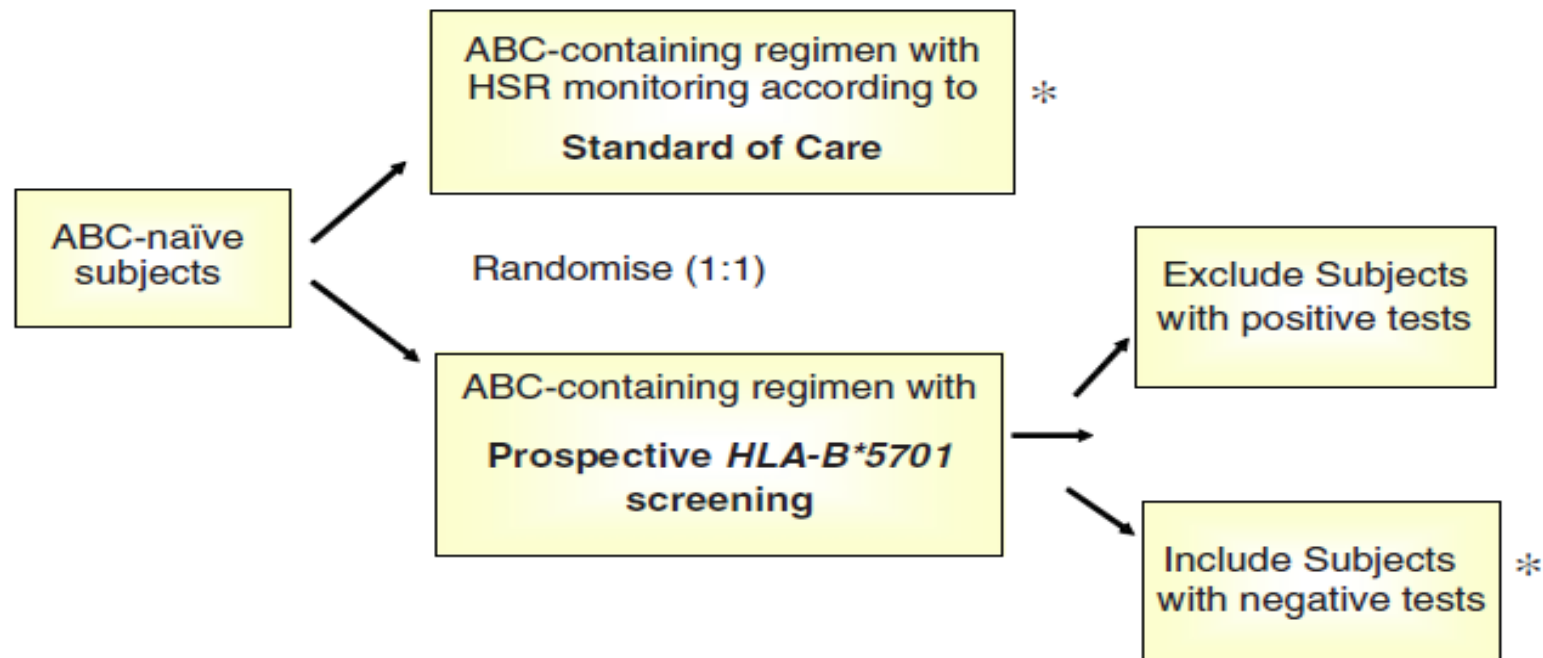 ABC-containing regimen with
HSR monitoring according to
Standard of Care
*
ABC-naïve
subjects
Randomise (1:1)
ABC-containing regimen with
Prospective HLA-B*5701
screening
Exclude Subjects
with positive tests
Include Subjects
with negative tests
*